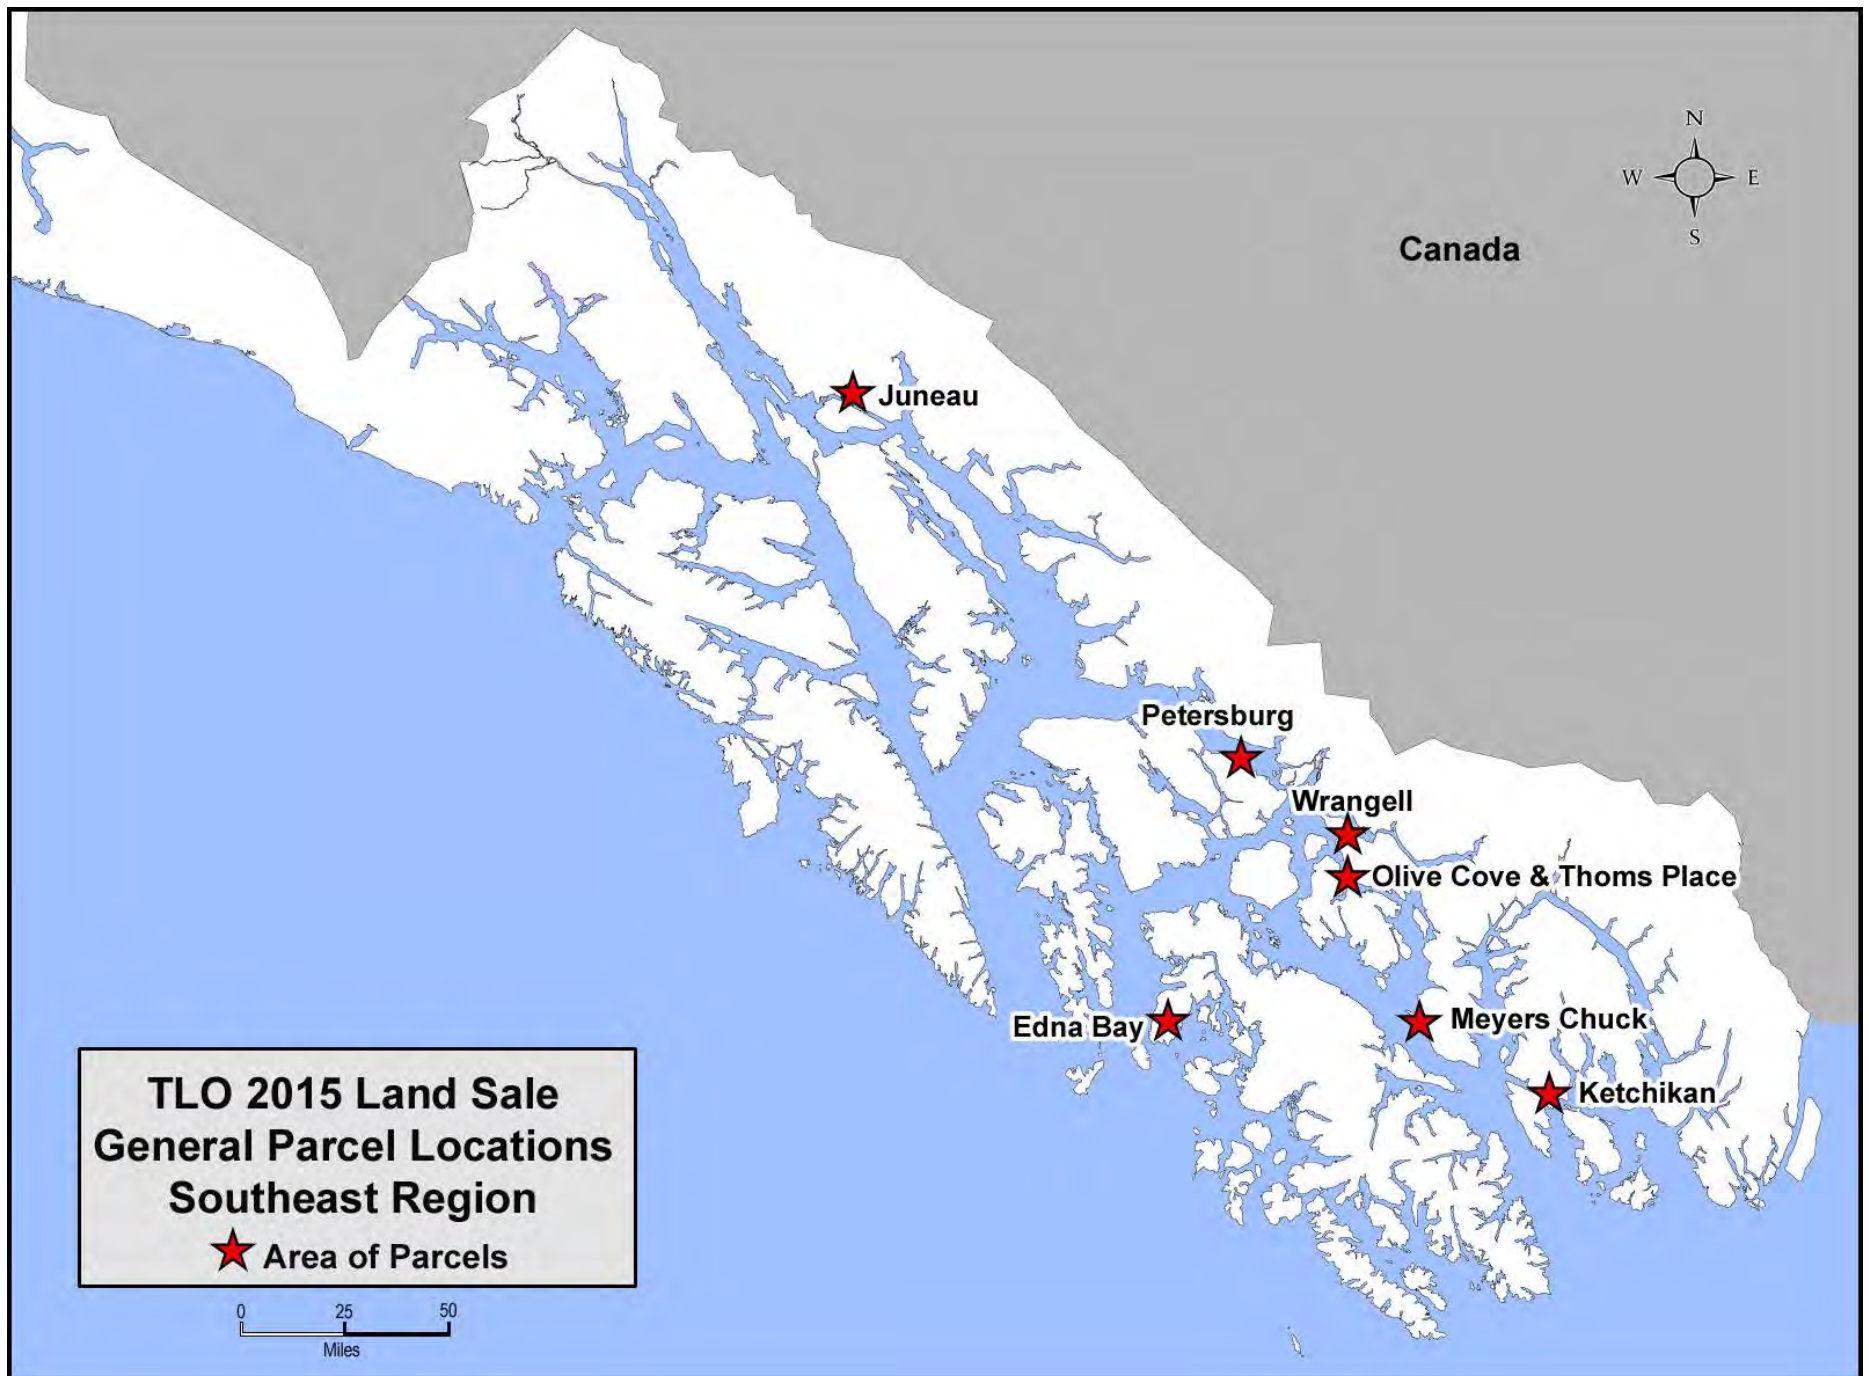 N
W E
S
Canada
Juneau
Petersburg
Wrangell
Olive Cove & Thoms Place
Edna Bay
Meyers Chuck
Ketchikan
TLO 2015 Land Sale
General Parcel Locations
Southeast Region
Area of Parcels
0 25 50
Miles